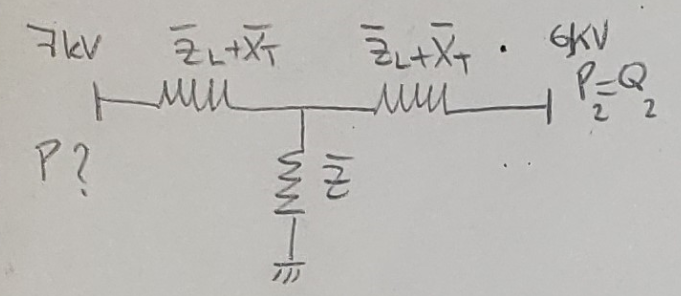 7kV Z̄L+X̄T Z̄L+X̄T · 6kV
P2=Q2
P? Z̄